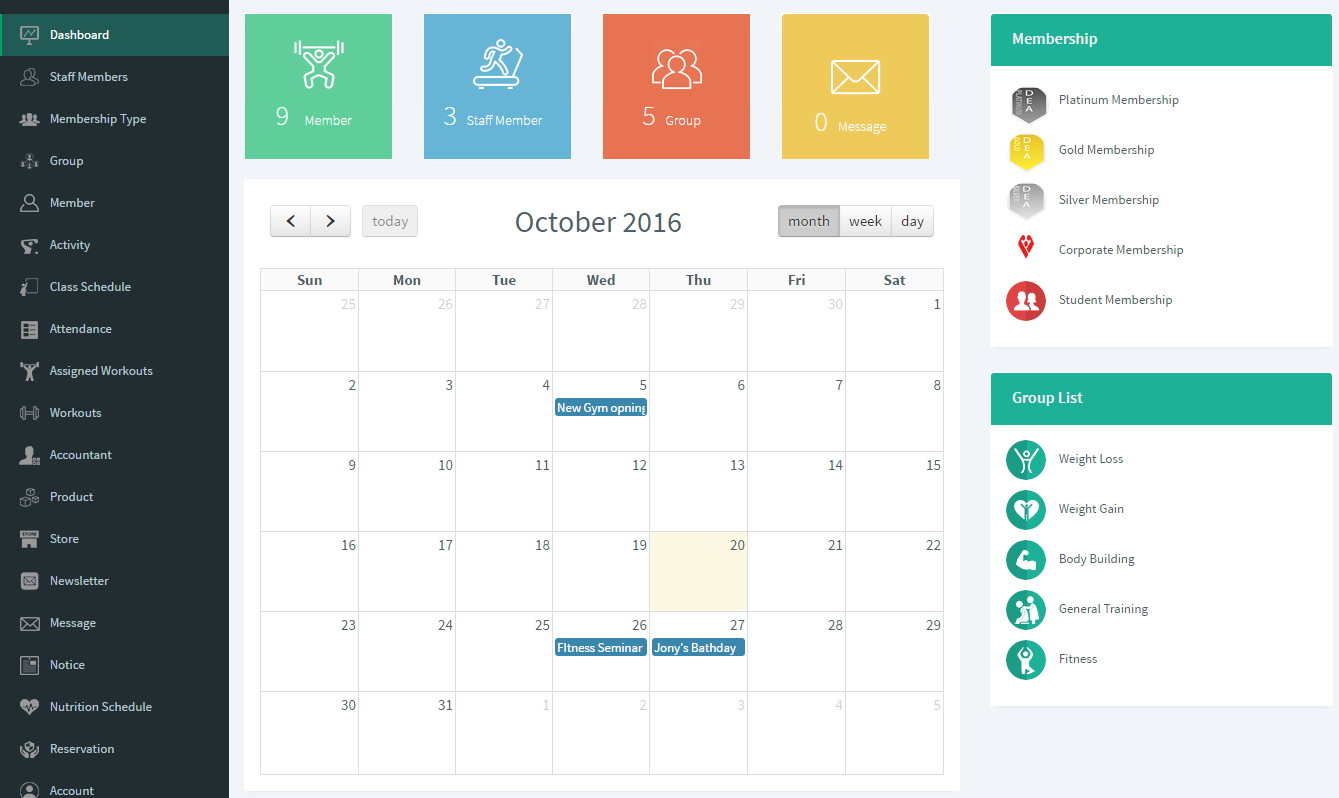 Dashboard
Staff Members
Membership Type
Group
Member
Activity
Class Schedule
Attendance
Assigned Workouts
Workouts
Accountant
Product
STORE
Store
Newsletter
Message
Notice
Nutrition Schedule
Reservation
Account
9 Member
3 Staff Member
5 Group
0 Message
today
October 2016
month week day
Sun Mon Tue Wed Thu Fri Sat
25 26 27 28 29 30 1
2 3 4 5 6 7 8
New Gym opning
9 10 11 12 13 14 15
16 17 18 19 20 21 22
23 24 25 26 27 28 29
FItness Seminar Jony's Bathday
30 31 1 2 3 4 5
Membership
PLATINUM DEA
Platinum Membership
GOLD DEA
Gold Membership
SILVER DEA
Silver Membership
Corporate Membership
Student Membership
Group List
Weight Loss
Weight Gain
Body Building
General Training
Fitness